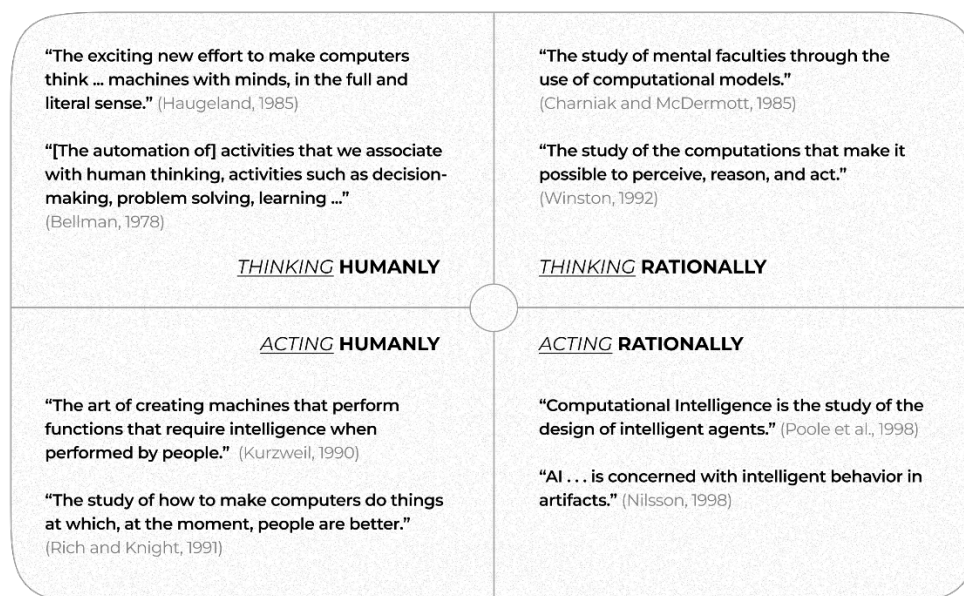 “The exciting new effort to make computers
think ... machines with minds, in the full and
literal sense.” (Haugeland, 1985)
“[The automation of] activities that we associate
with human thinking, activities such as decision-
making, problem solving, learning ...”
(Bellman, 1978)
THINKING HUMANLY
“The study of mental faculties through the
use of computational models.”
(Charniak and McDermott, 1985)
“The study of the computations that make it
possible to perceive, reason, and act.”
(Winston, 1992)
THINKING RATIONALLY
ACTING HUMANLY
“The art of creating machines that perform
functions that require intelligence when
performed by people.” (Kurzweil, 1990)
“The study of how to make computers do things
at which, at the moment, people are better.”
(Rich and Knight, 1991)
ACTING RATIONALLY
“Computational Intelligence is the study of the
design of intelligent agents.” (Poole et al., 1998)
“AI . . . is concerned with intelligent behavior in
artifacts.” (Nilsson, 1998)